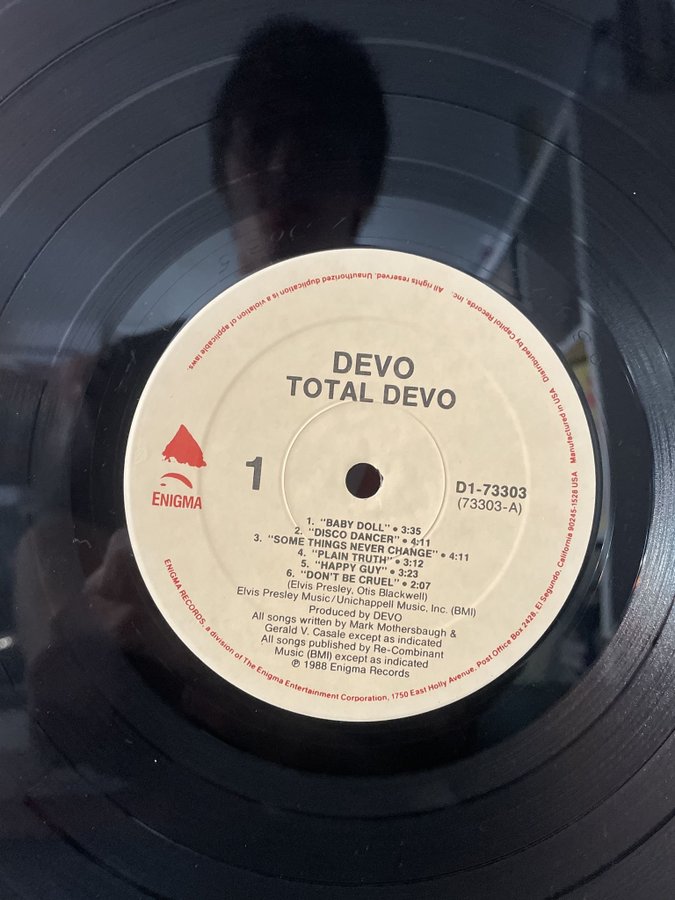 DEVO
TOTAL DEVO
ENIGMA
1
D1-73303
(73303-A)
1. "BABY DOLL" • 3:35
2. "DISCO DANCER" • 4:11
3. "SOME THINGS NEVER CHANGE" • 4:11
4. "PLAIN TRUTH" • 3:12
5. "HAPPY GUY" • 3:23
6. "DON'T BE CRUEL" • 2:07
(Elvis Presley, Otis Blackwell)
Elvis Presley Music/Unichappell Music, Inc. (BMI)
Produced by DEVO
All songs written by Mark Mothersbaugh &
Gerald V. Casale except as indicated
All songs published by Re-Combinant
Music (BMI) except as indicated
℗ 1988 Enigma Records
ENIGMA RECORDS, a division of The Enigma Entertainment Corporation, 1750 East Holly Avenue, Post Office Box 2428, El Segundo, California 90245-1528 USA Manufactured in USA Distributed by Capitol Records, Inc. All rights reserved. Unauthorized duplication is a violation of applicable laws.